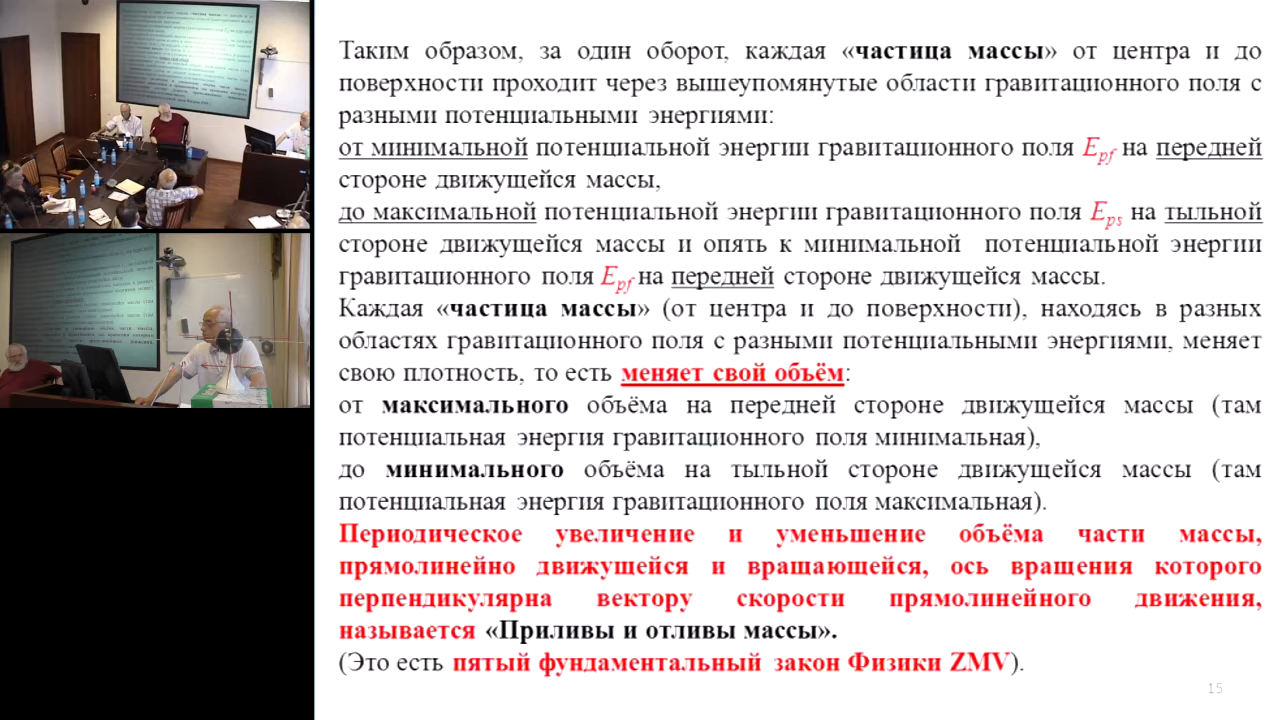 Таким образом, за один оборот, каждая «частица массы» от центра и до
поверхности проходит через вышеупомянутые области гравитационного поля с
разными потенциальными энергиями:
от минимальной потенциальной энергии гравитационного поля Epf на передней
стороне движущейся массы,
до максимальной потенциальной энергии гравитационного поля Eps на тыльной
стороне движущейся массы и опять к минимальной потенциальной энергии
гравитационного поля Epf на передней стороне движущейся массы.
Каждая «частица массы» (от центра и до поверхности), находясь в разных
областях гравитационного поля с разными потенциальными энергиями, меняет
свою плотность, то есть меняет свой объём:
от максимального объёма на передней стороне движущейся массы (там
потенциальная энергия гравитационного поля минимальная),
до минимального объёма на тыльной стороне движущейся массы (там
потенциальная энергия гравитационного поля максимальная).
Периодическое увеличение и уменьшение объёма части массы,
прямолинейно движущейся и вращающейся, ось вращения которого
перпендикулярна вектору скорости прямолинейного движения,
называется «Приливы и отливы массы».
(Это есть пятый фундаментальный закон Физики ZMV).
15